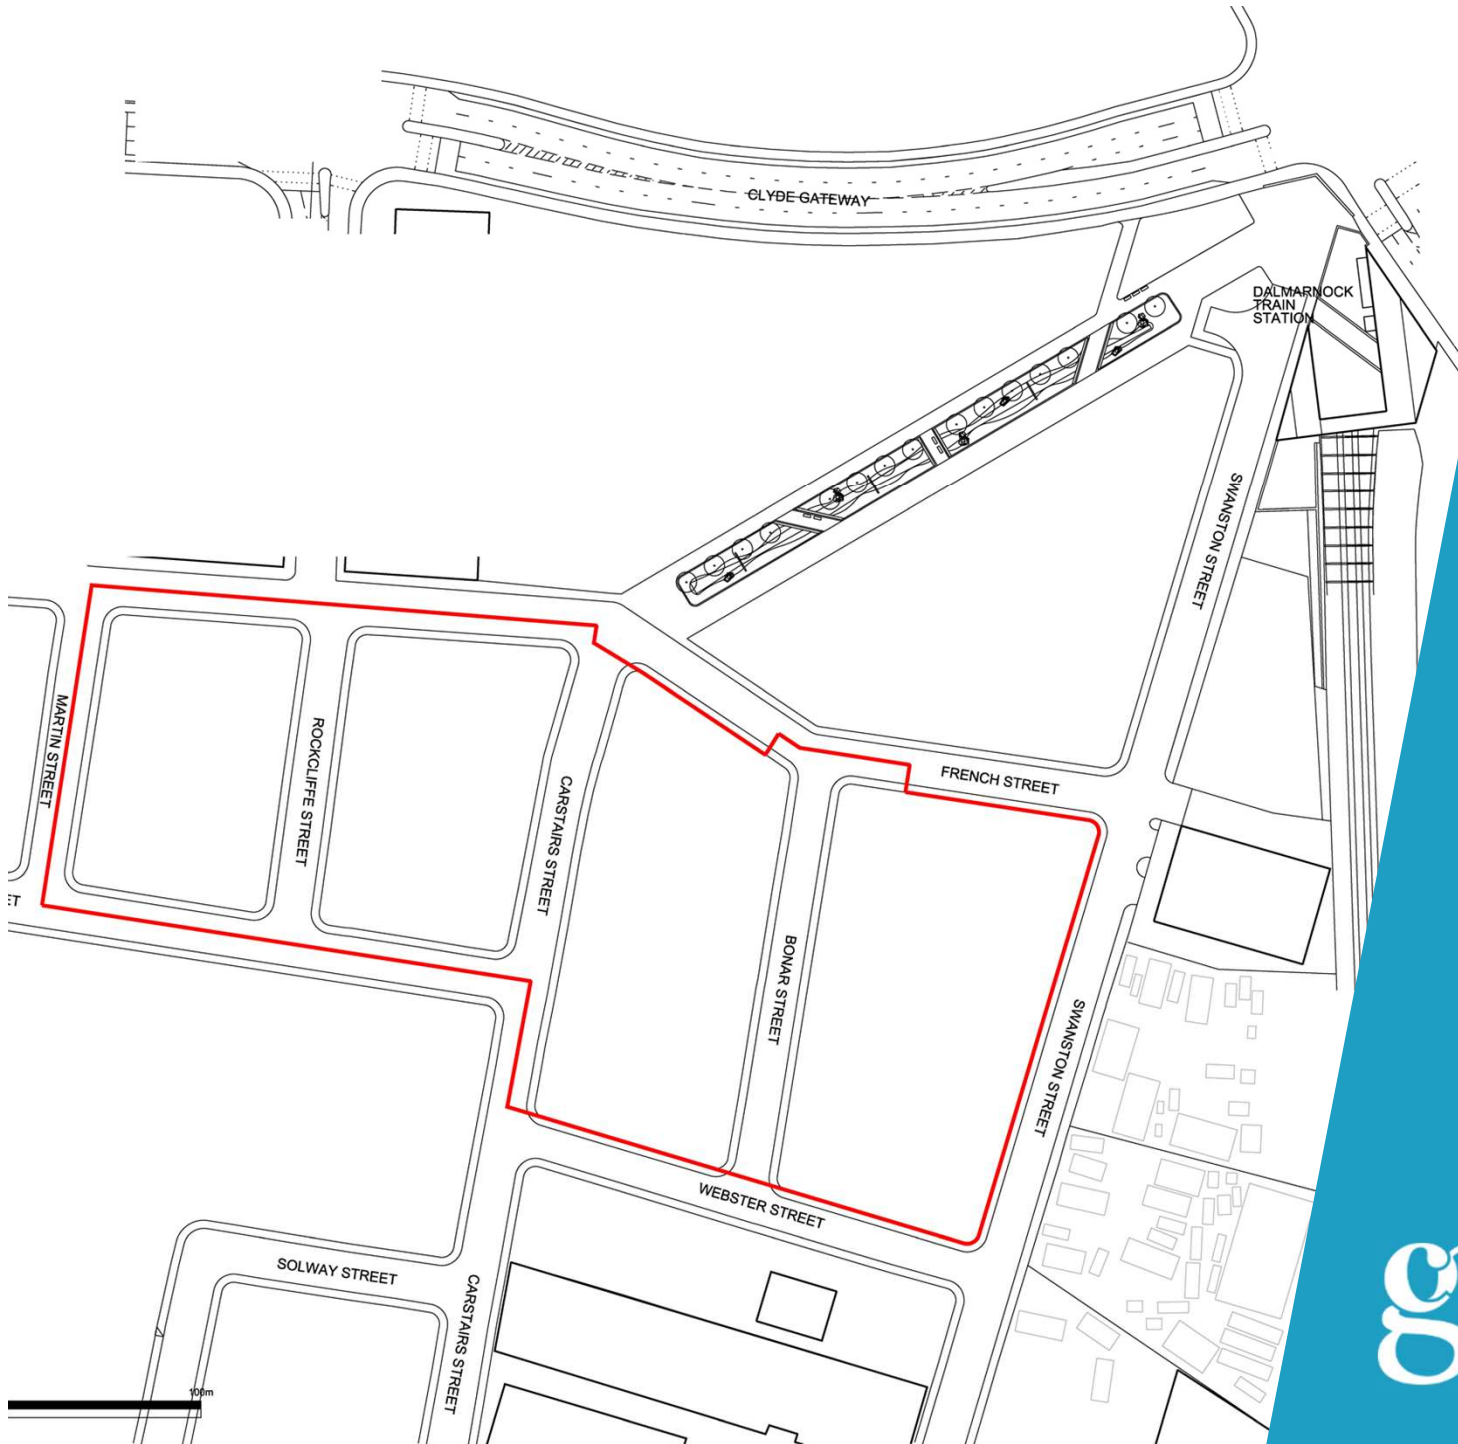 CLYDE GATEWAY
DALMARNOCK
TRAIN
STATION
SWANSTON STREET
MARTIN STREET
ROCKCLIFFE STREET
CARSTAIRS STREET
FRENCH STREET
ET
BONAR STREET
SWANSTON STREET
WEBSTER STREET
SOLWAY STREET
CARSTAIRS STREET
100m
g